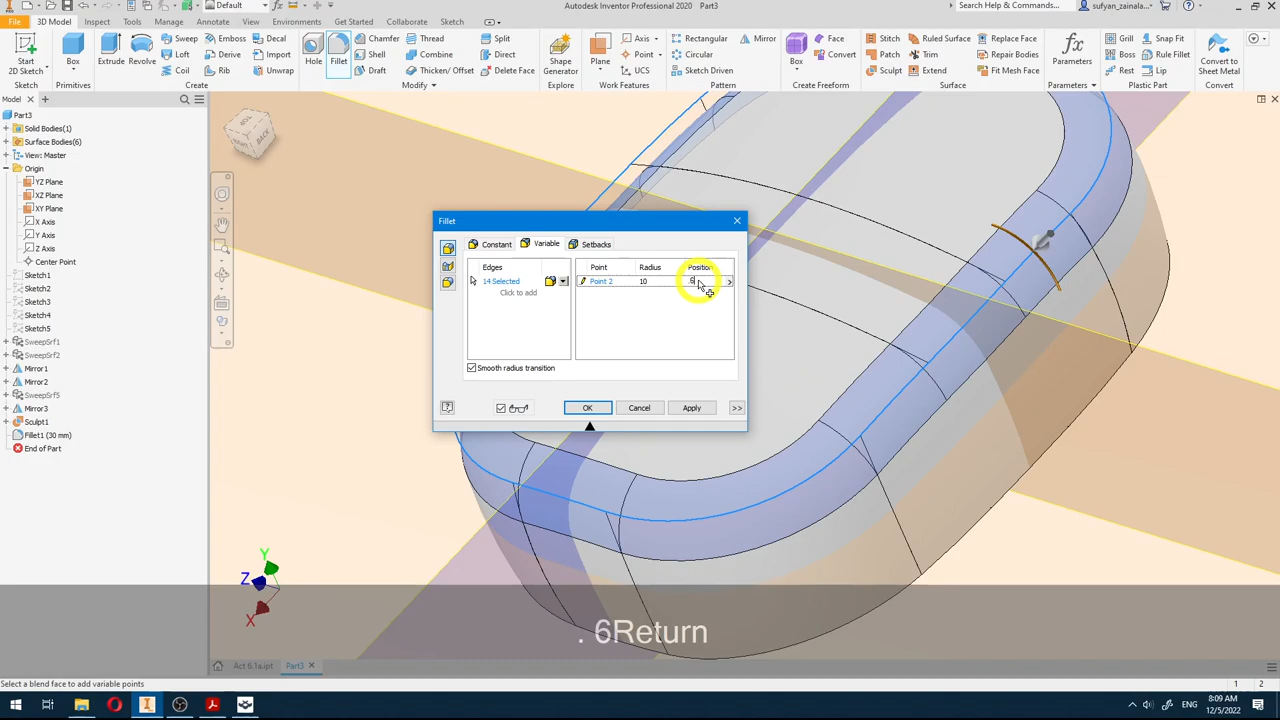 Default
Autodesk Inventor Professional 2020 Part3
Search Help & Commands...
sufyan_zainala...
File 3D Model Inspect Tools Manage Annotate View Environments Get Started Collaborate Sketch
Start
2D Sketch
Sketch
Box
Primitives
Extrude
Revolve
Sweep
Loft
Coil
Emboss
Derive
Rib
Decal
Import
Unwrap
Create
Hole
Fillet
Chamfer
Shell
Draft
Thread
Combine
Thicken/ Offset
Split
Direct
Delete Face
Modify
Shape
Generator
Explore
Plane
Axis
Point
UCS
Work Features
Rectangular
Circular
Sketch Driven
Mirror
Pattern
Box
Face
Convert
Create Freeform
Stitch
Patch
Sculpt
Ruled Surface
Trim
Extend
Replace Face
Repair Bodies
Fit Mesh Face
Surface
Grill
Boss
Rest
Snap Fit
Rule Fillet
Lip
Plastic Part
Parameters
Parameters
Convert to
Sheet Metal
Convert
Model
Part3
Solid Bodies(1)
Surface Bodies(6)
View: Master
Origin
YZ Plane
XZ Plane
XY Plane
X Axis
Y Axis
Z Axis
Center Point
Sketch1
Sketch2
Sketch3
Sketch4
Sketch5
SweepSrf1
SweepSrf2
Mirror1
Mirror2
SweepSrf5
Mirror3
Sculpt1
Fillet1 (30 mm)
End of Part
BACK
Fillet
Constant Variable Setbacks
Edges
14 Selected
Click to add
Point Radius Position
Point 2 10 .6
Smooth radius transition
OK Cancel Apply >>
Y
Z
X
. 6Return
Act 6.1a.ipt Part3
Select a blend face to add variable points
1 2
ENG
8:09 AM
12/5/2022